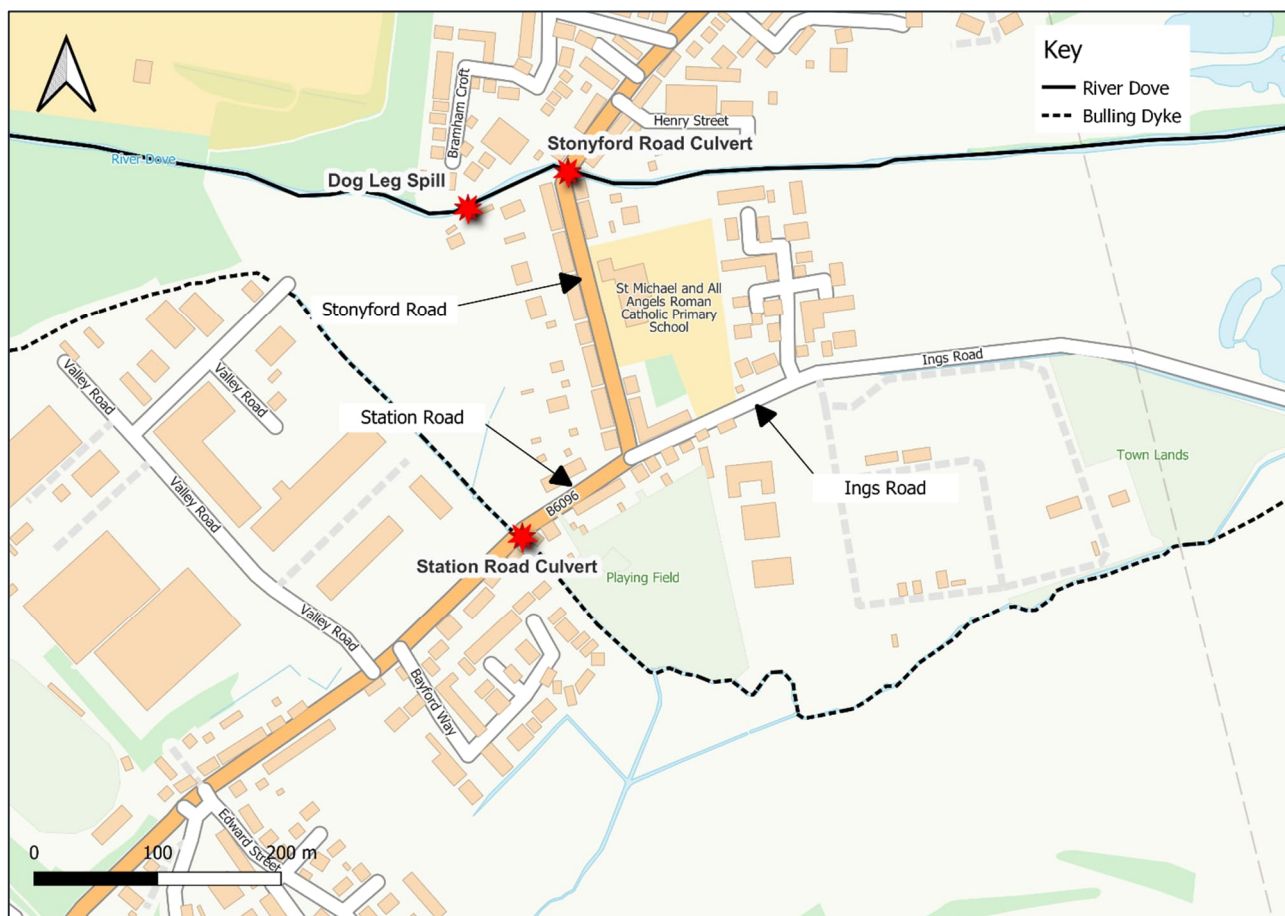 Key
River Dove
Bulling Dyke
Bramham Croft
Henry Street
Stonyford Road Culvert
River Dove
Dog Leg Spill
Stonyford Road
St Michael and All
Angels Roman
Catholic Primary
School
Ings Road
Valley Road
Valley Road
Station Road
Town Lands
Ings Road
Valley Road
B6096
Station Road Culvert
Playing Field
Valley Road
Bayford Way
Edward Street
0 100 200 m